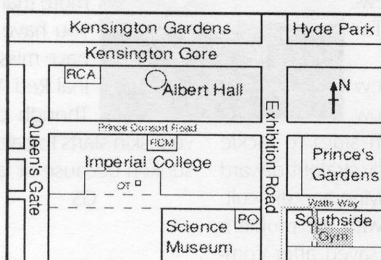 Kensington Gardens
Hyde Park
Kensington Gore
RCA
Albert Hall
N
Prince Consort Road
RCM
Queen's Gate
Imperial College
Exhibition Road
Prince's
Gardens
QT
Watts Way
PO
Southside
Gym
Science
Museum